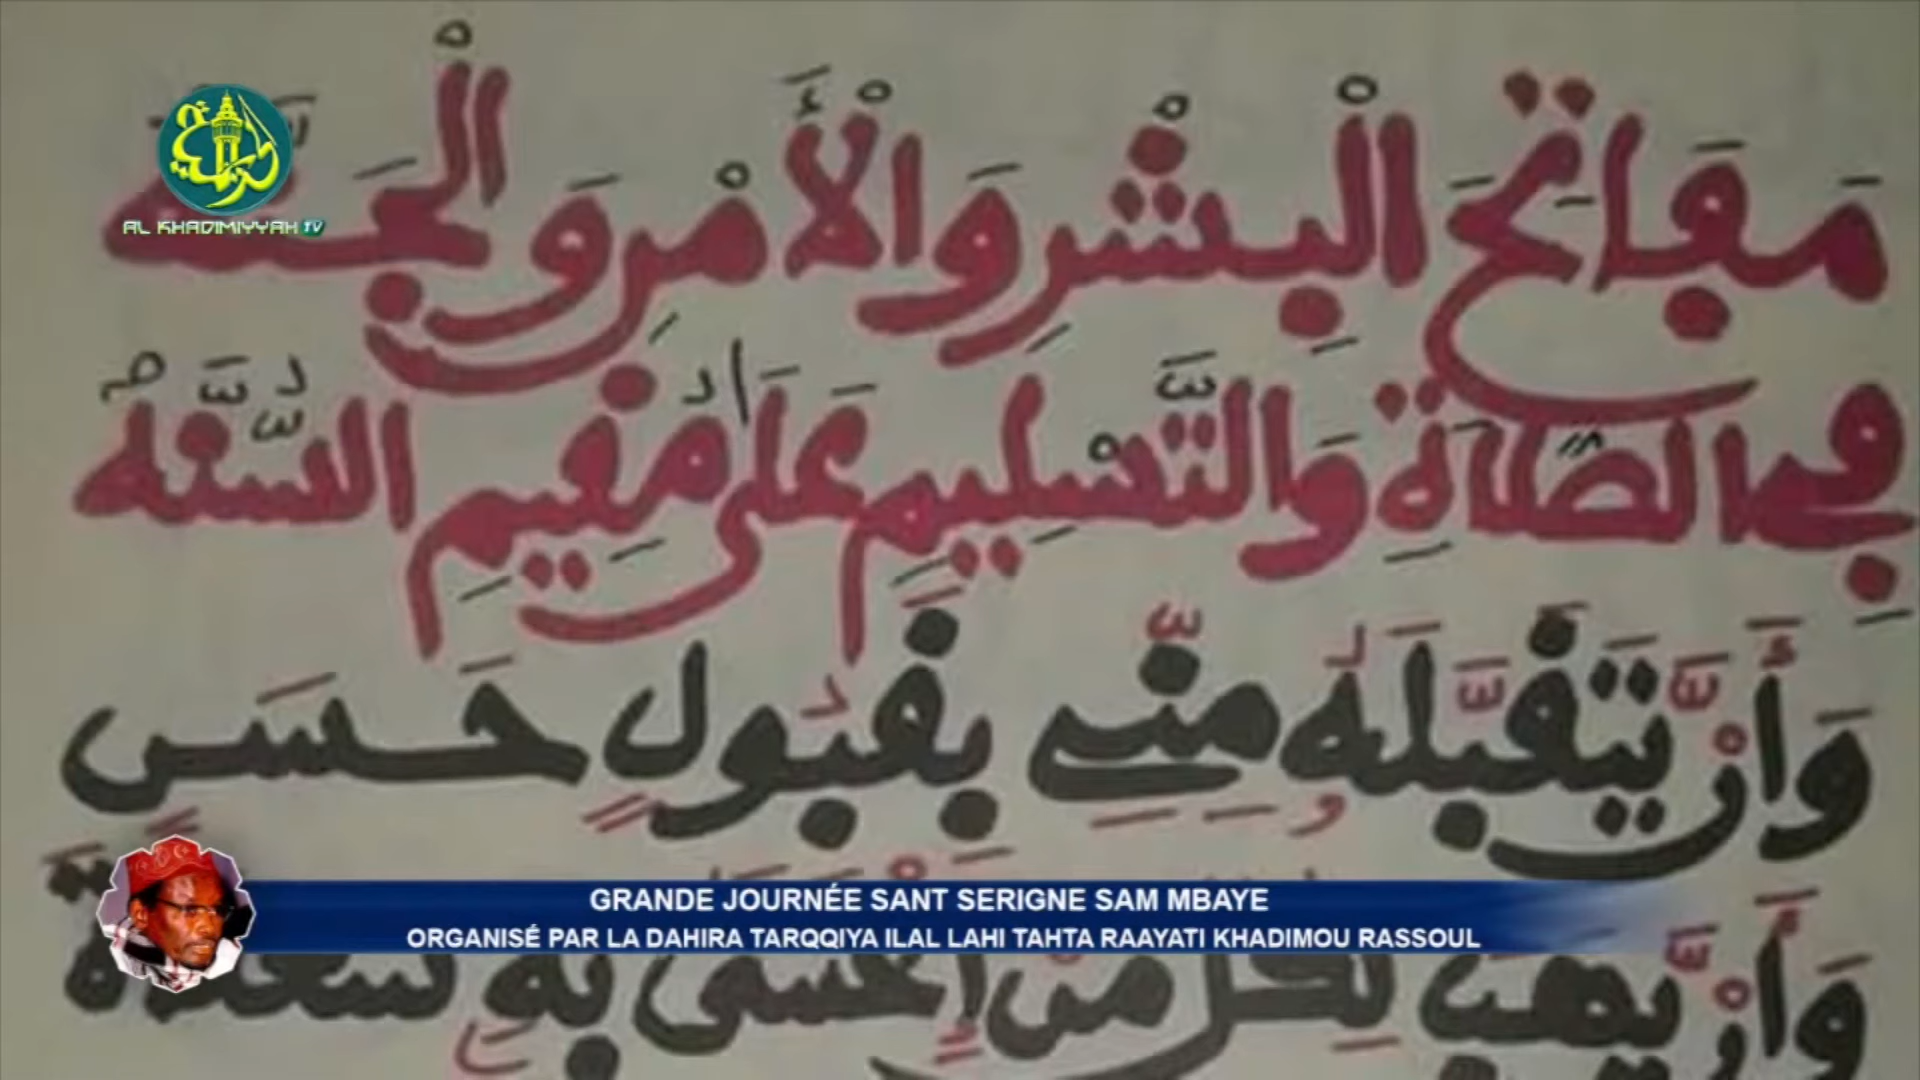 AL KHADIMIYYAH TV
مَفَاتِحَ الْبِشْرِ وَالْأَمْنِ وَالْجَنَّه
فِي الصَّلَاةِ وَالتَّسْلِيمِ عَلَى مُقِيمِ السُّنَّه
وَأَن يَّتَقَبَّلَهُ مِنِّي بِقَبُولٍ حَسَنٍ
وَأَن يَّهَبَ لِكُلِّ مَنْ بِهِ
GRANDE JOURNÉE SANT SERIGNE SAM MBAYE
ORGANISÉ PAR LA DAHIRA TARQQIYA ILAL LAHI TAHTA RAAYATI KHADIMOU RASSOUL